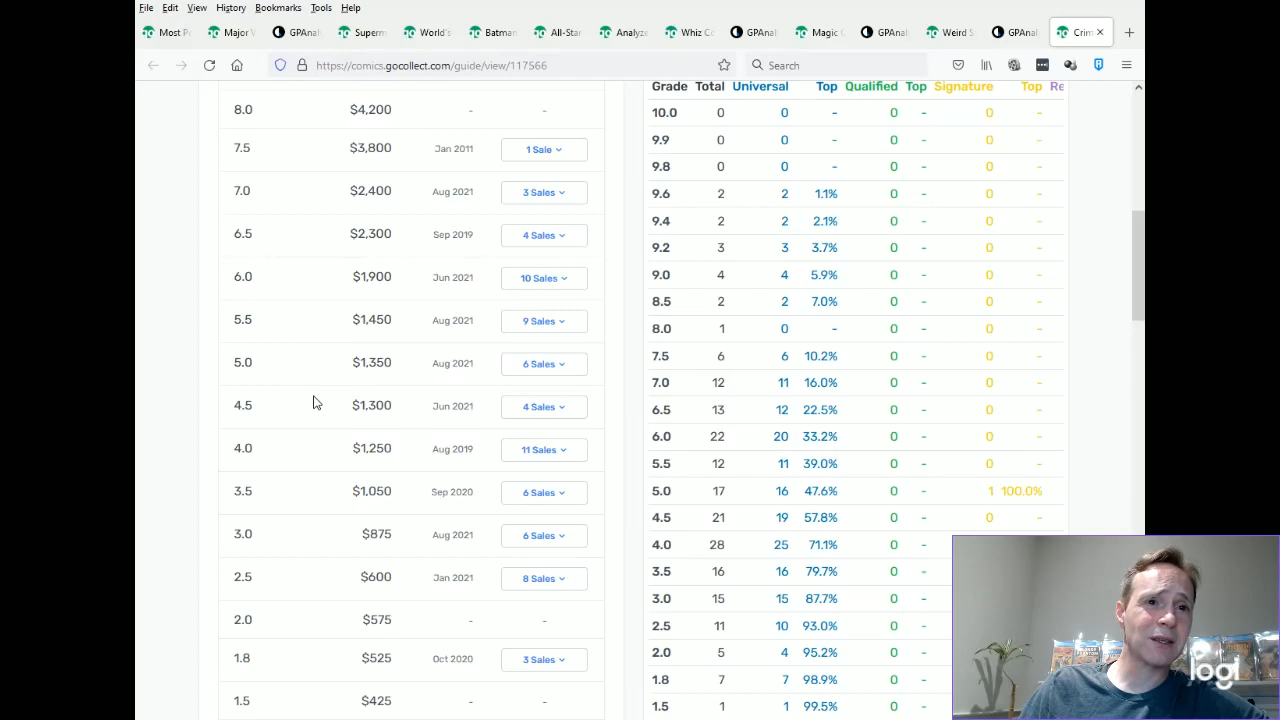 File Edit View History Bookmarks Tools Help
Most Po Major V GPAnal Superm World's Batman All-Star Analyze Whiz Co GPAnal Magic C GPAnal Weird S GPAnal Crim
https://comics.gocollect.com/guide/view/117566 Search
Grade Total Universal Top Qualified Top Signature Top Re
8.0 $4,200 - -
7.5 $3,800 Jan 2011 1 Sale
7.0 $2,400 Aug 2021 3 Sales
6.5 $2,300 Sep 2019 4 Sales
6.0 $1,900 Jun 2021 10 Sales
5.5 $1,450 Aug 2021 9 Sales
5.0 $1,350 Aug 2021 6 Sales
4.5 $1,300 Jun 2021 4 Sales
4.0 $1,250 Aug 2019 11 Sales
3.5 $1,050 Sep 2020 6 Sales
3.0 $875 Aug 2021 6 Sales
2.5 $600 Jan 2021 8 Sales
2.0 $575 - -
1.8 $525 Oct 2020 3 Sales
1.5 $425 - -
10.0 0 0 - 0 - 0 -
9.9 0 0 - 0 - 0 -
9.8 0 0 - 0 - 0 -
9.6 2 2 1.1% 0 - 0 -
9.4 2 2 2.1% 0 - 0 -
9.2 3 3 3.7% 0 - 0 -
9.0 4 4 5.9% 0 - 0 -
8.5 2 2 7.0% 0 - 0 -
8.0 1 0 - 0 - 0 -
7.5 6 6 10.2% 0 - 0 -
7.0 12 11 16.0% 0 - 0 -
6.5 13 12 22.5% 0 - 0 -
6.0 22 20 33.2% 0 - 0 -
5.5 12 11 39.0% 0 - 0 -
5.0 17 16 47.6% 0 - 1 100.0%
4.5 21 19 57.8% 0 - 0 -
4.0 28 25 71.1% 0 -
3.5 16 16 79.7% 0 -
3.0 15 15 87.7% 0 -
2.5 11 10 93.0% 0 -
2.0 5 4 95.2% 0 -
1.8 7 7 98.9% 0 -
1.5 1 1 99.5% 0 -
logi